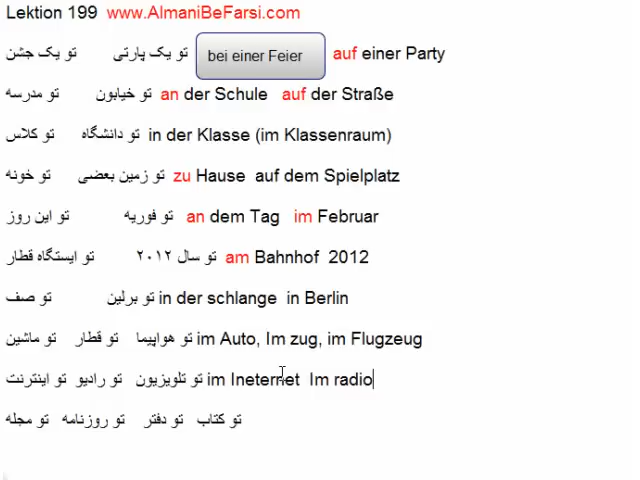 Lektion 199 www.AlmaniBeFarsi.com
تو یک جشن تو یک پارتی bei einer Feier auf einer Party
تو مدرسه تو خیابون an der Schule auf der Straße
تو کلاس تو دانشگاه in der Klasse (im Klassenraum)
تو خونه تو زمین بعضی zu Hause auf dem Spielplatz
تو این روز تو فوریه an dem Tag im Februar
تو ایستگاه قطار تو سال ۲۰۱۲ am Bahnhof 2012
تو صف تو برلین in der schlange in Berlin
تو ماشین تو قطار تو هواپیما im Auto, Im zug, im Flugzeug
تو اینترنت تو رادیو تو تلویزیون im Ineternet Im radio
تو مجله تو روزنامه تو دفتر تو کتاب